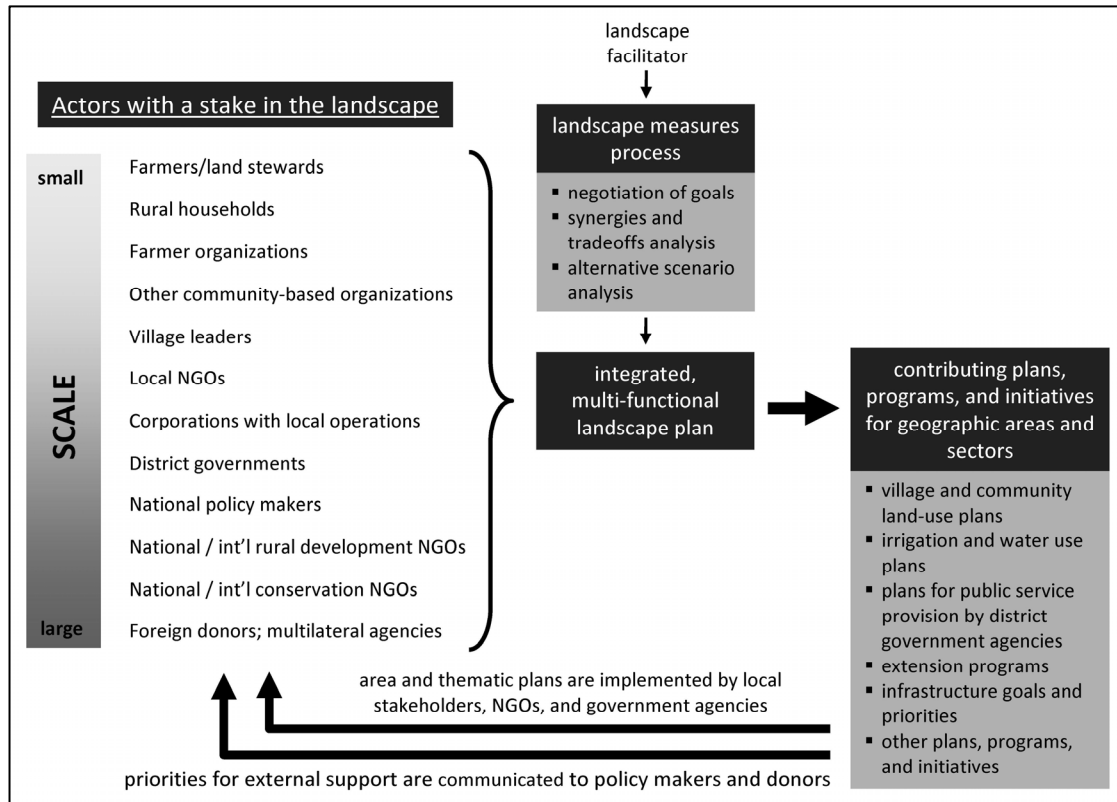 landscape
facilitator
Actors with a stake in the landscape
small
SCALE
large
Farmers/land stewards
Rural households
Farmer organizations
Other community-based organizations
Village leaders
Local NGOs
Corporations with local operations
District governments
National policy makers
National / int'l rural development NGOs
National / int'l conservation NGOs
Foreign donors; multilateral agencies
landscape measures
process
▪ negotiation of goals
▪ synergies and
tradeoffs analysis
▪ alternative scenario
analysis
integrated,
multi-functional
landscape plan
contributing plans,
programs, and initiatives
for geographic areas and
sectors
▪ village and community
land-use plans
▪ irrigation and water use
plans
▪ plans for public service
provision by district
government agencies
▪ extension programs
▪ infrastructure goals and
priorities
▪ other plans, programs,
and initiatives
area and thematic plans are implemented by local
stakeholders, NGOs, and government agencies
priorities for external support are communicated to policy makers and donors